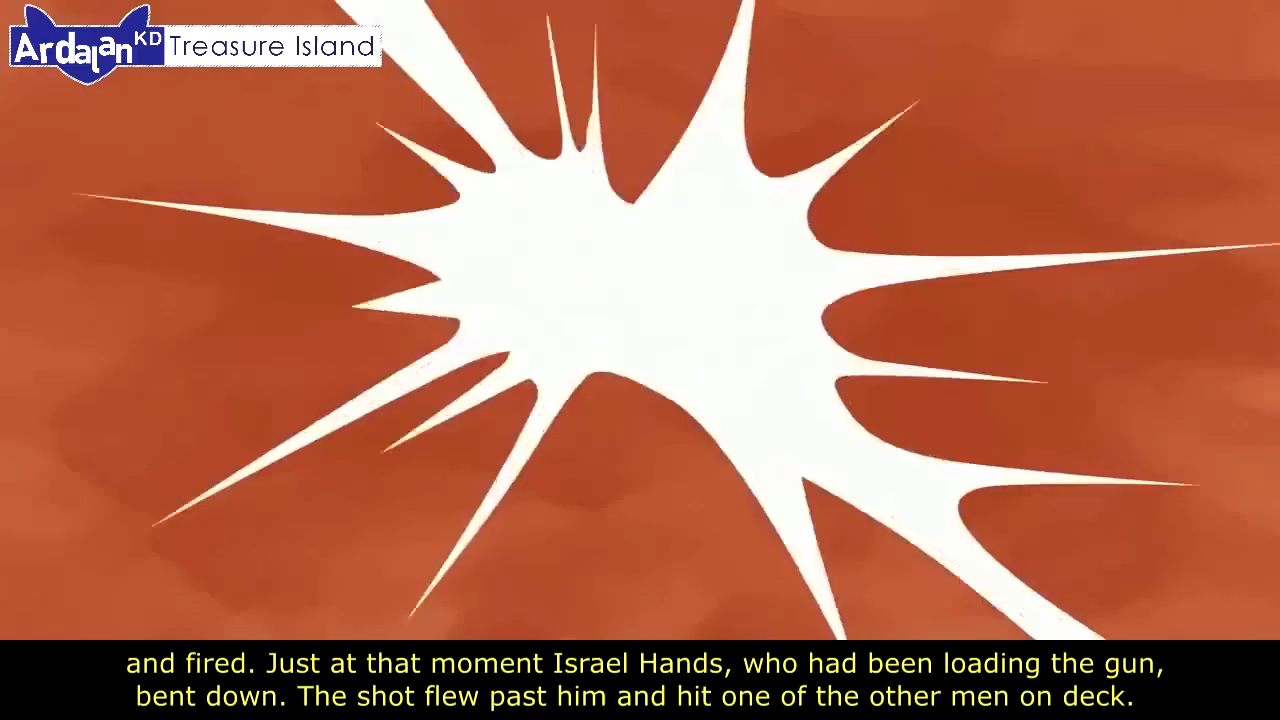 Ardalan KD Treasure Island
and fired. Just at that moment Israel Hands, who had been loading the gun,
bent down. The shot flew past him and hit one of the other men on deck.